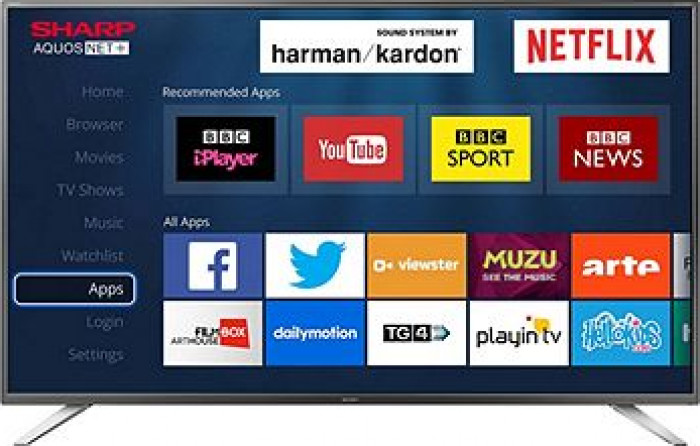 SHARP
AQUOS NET+
SOUND SYSTEM BY
harman/kardon®
NETFLIX
Home
Browser
Movies
TV Shows
Music
Watchlist
Apps
Login
Settings
Recommended Apps
BBC
iPlayer
YouTube
BBC
SPORT
BBC
NEWS
All Apps
f
viewster
MUZU
SEE THE MUSIC
arte
FILMBOX
ARTHOUSE
dailymotion
TG4
playin tv
HelloKids
.com